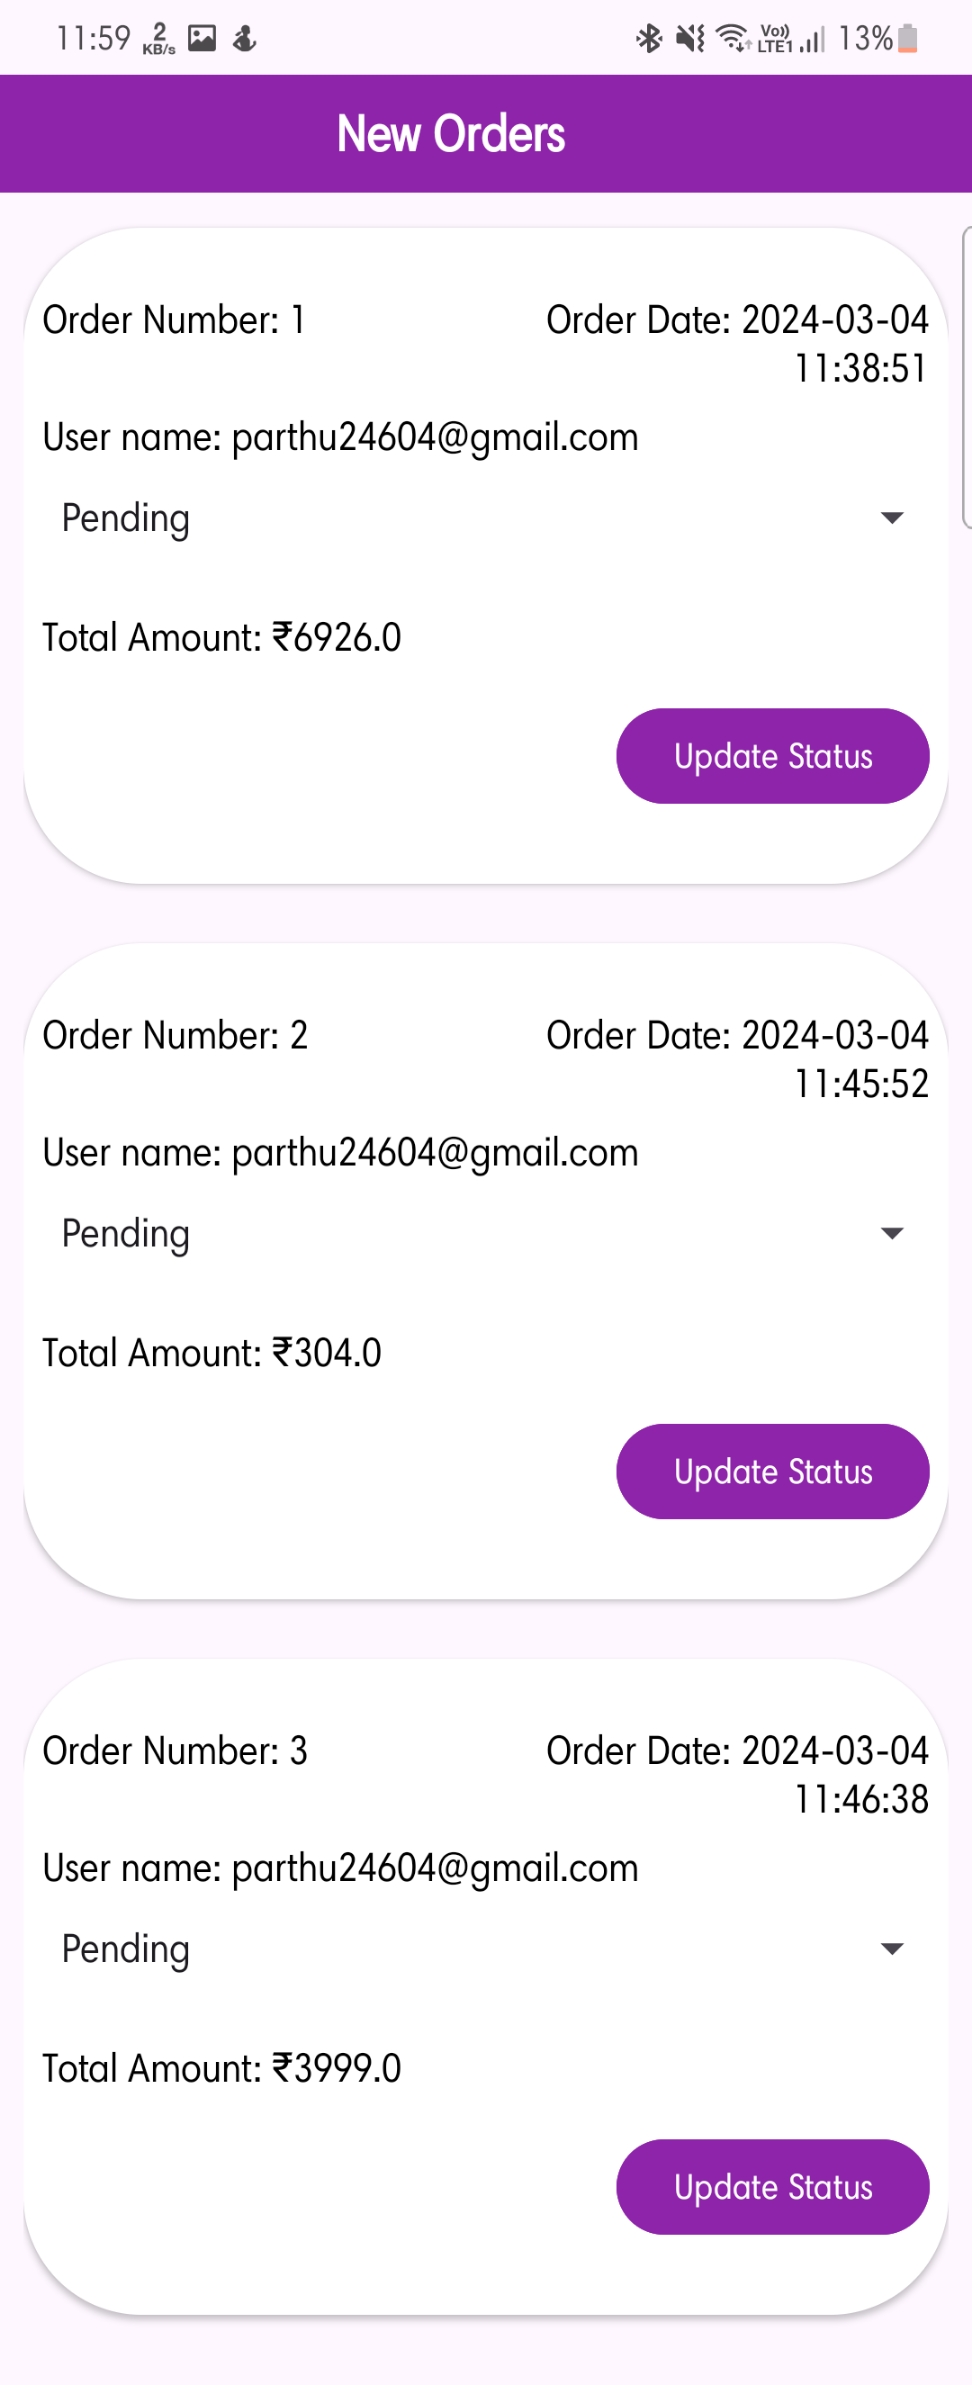 11:59 2 KB/s Vo)) LTE1 13%
New Orders
Order Number: 1 Order Date: 2024-03-04
11:38:51
User name: parthu24604@gmail.com
Pending
Total Amount: ₹6926.0
Update Status
Order Number: 2 Order Date: 2024-03-04
11:45:52
User name: parthu24604@gmail.com
Pending
Total Amount: ₹304.0
Update Status
Order Number: 3 Order Date: 2024-03-04
11:46:38
User name: parthu24604@gmail.com
Pending
Total Amount: ₹3999.0
Update Status